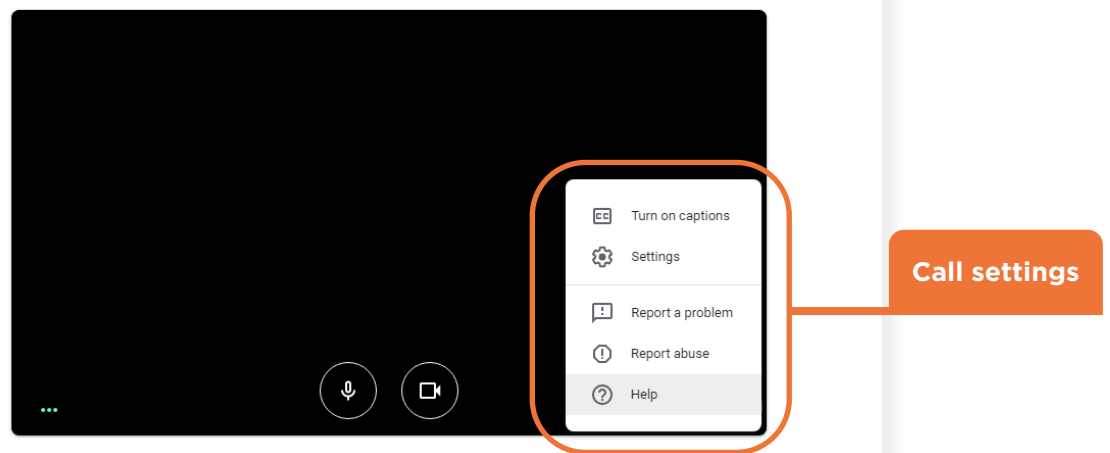 Turn on captions
Settings
Report a problem
Report abuse
Help
Call settings